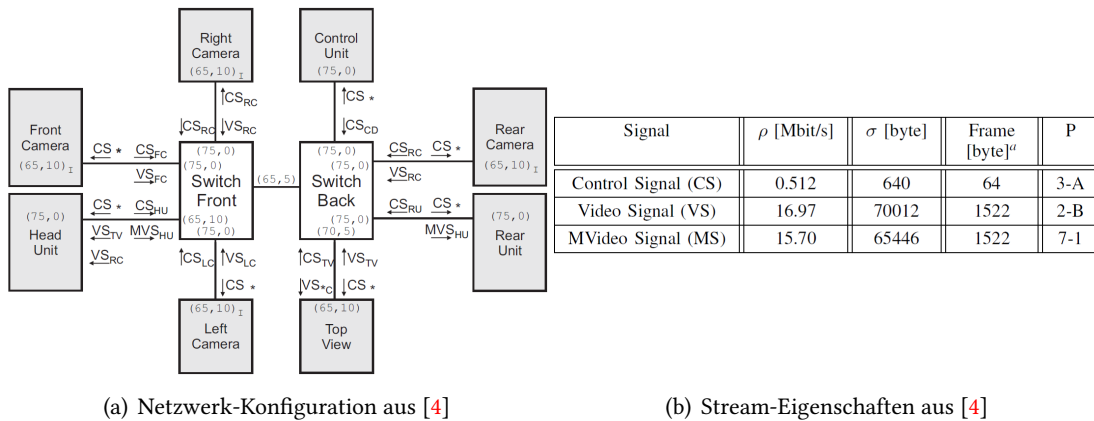 Right
Camera
(65,10)I
Control
Unit
(75,0)
↑CSRC
↓CSRC
↓VSRC
↑CS *
↓CSCD
Front
Camera
(65,10)I
CS *
CSFC
VSFC
(75,0)
(75,0)
Switch
Front
(65,10)
(75,0)
(65,5)
(75,0)
(75,0)
Switch
Back
(75,0)
(70,5)
CSRC
CS *
VSRC
Rear
Camera
(65,10)I
(75,0)
Head
Unit
CS *
CSHU
VSTV
MVSHU
VSRC
CSRU
CS *
MVSHU
(75,0)
Rear Unit
↑CSLC
↑VSLC
↓CS *
↑CSTV
↑VSTV
↓VS*C
↓CS *
(65,10)I
Left
Camera
(65,10)
Top
View
Signal ρ [Mbit/s] σ [byte] Frame P
[byte]a
Control Signal (CS) 0.512 640 64 3-A
Video Signal (VS) 16.97 70012 1522 2-B
MVideo Signal (MS) 15.70 65446 1522 7-1
(a) Netzwerk-Konfiguration aus [4]
(b) Stream-Eigenschaften aus [4]